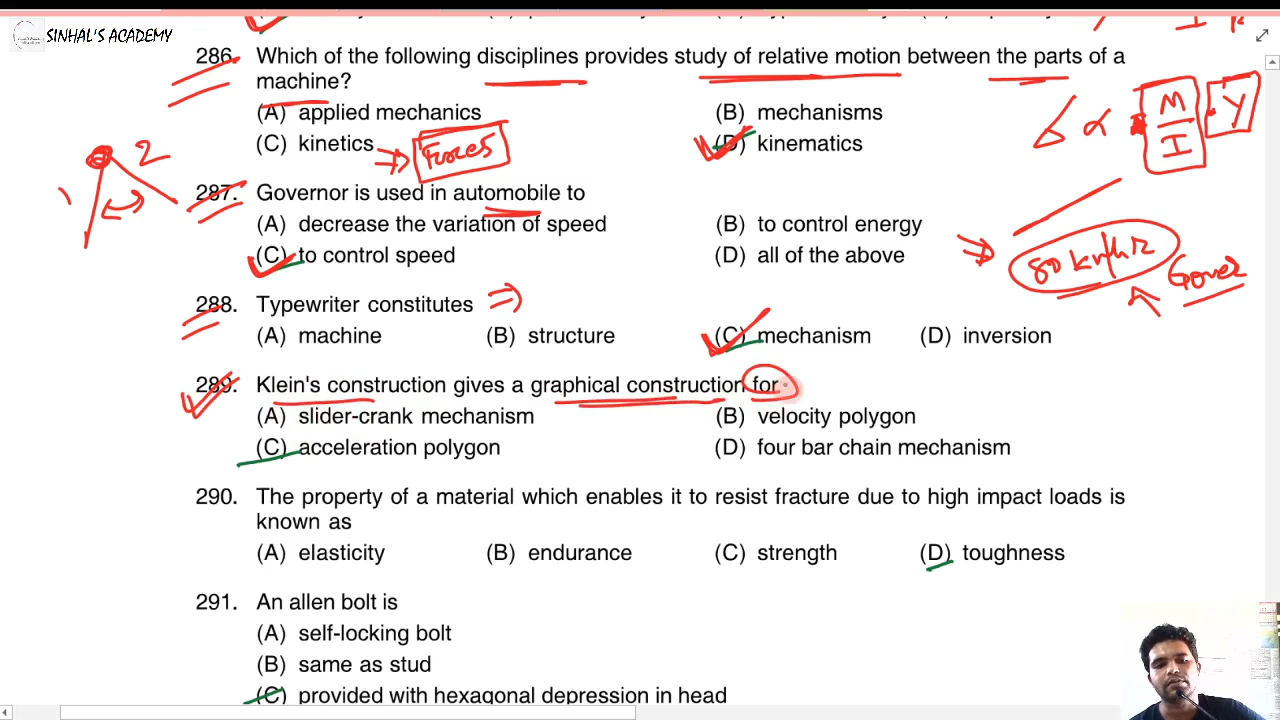 SINHAL'S ACADEMY
286. Which of the following disciplines provides study of relative motion between the parts of a
machine?
(A) applied mechanics (B) mechanisms
(C) kinetics (D) kinematics
Forces
M
I
Y
1
2
287. Governor is used in automobile to
(A) decrease the variation of speed (B) to control energy
(C) to control speed (D) all of the above
80 km/hr
Gover
288. Typewriter constitutes
(A) machine (B) structure (C) mechanism (D) inversion
289. Klein's construction gives a graphical construction for
(A) slider-crank mechanism (B) velocity polygon
(C) acceleration polygon (D) four bar chain mechanism
290. The property of a material which enables it to resist fracture due to high impact loads is
known as
(A) elasticity (B) endurance (C) strength (D) toughness
291. An allen bolt is
(A) self-locking bolt
(B) same as stud
(C) provided with hexagonal depression in head